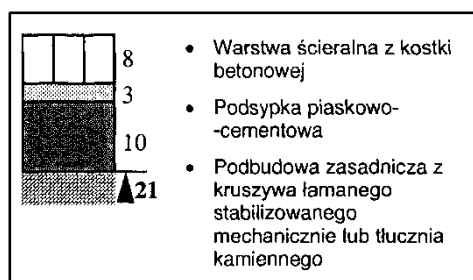 8
3
10
21
• Warstwa ścieralna z kostki
betonowej
• Podsypka piaskowo-
-cementowa
• Podbudowa zasadnicza z
kruszywa łamanego
stabilizowanego
mechanicznie lub tłucznia
kamiennego